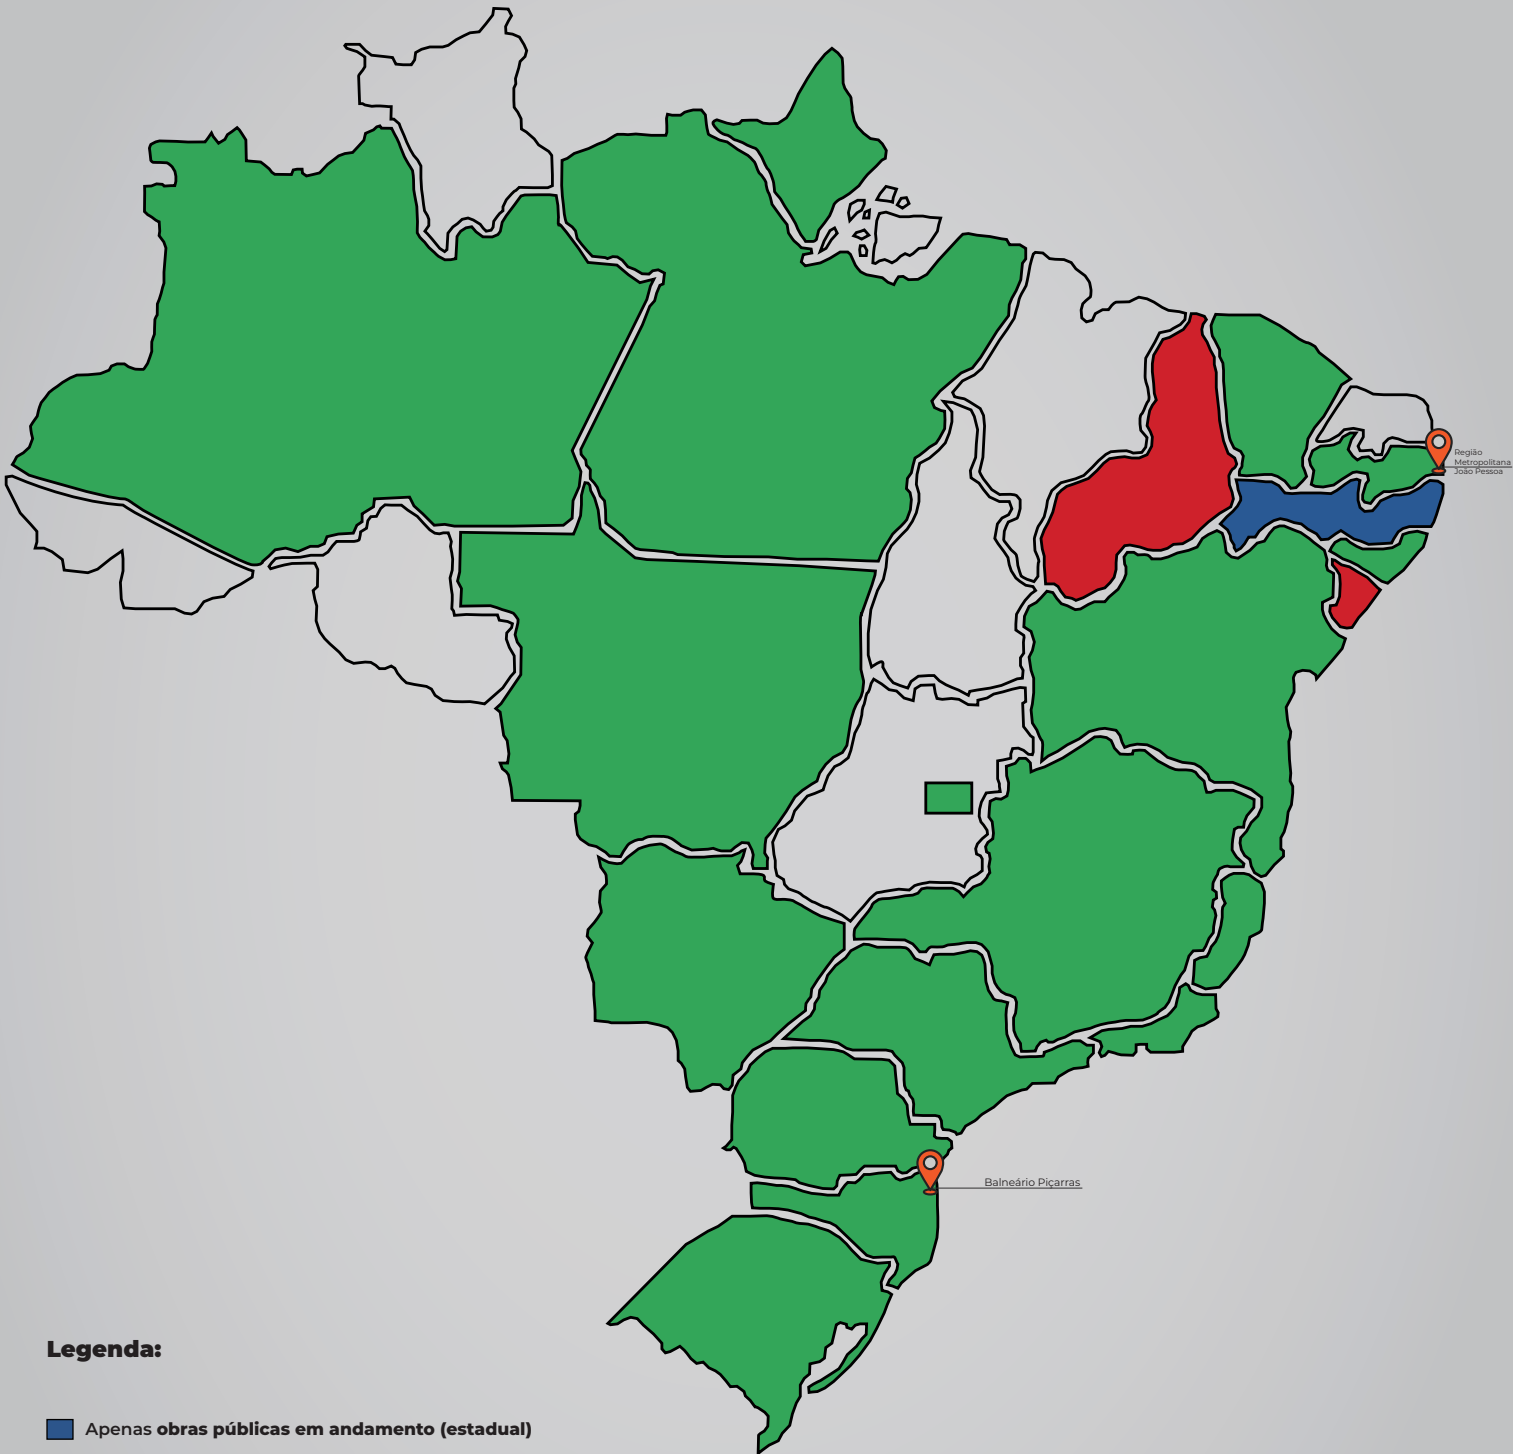 Região
Metropolitana
João Pessoa
Balneário Piçarras
Legenda:
Apenas obras públicas em andamento (estadual)